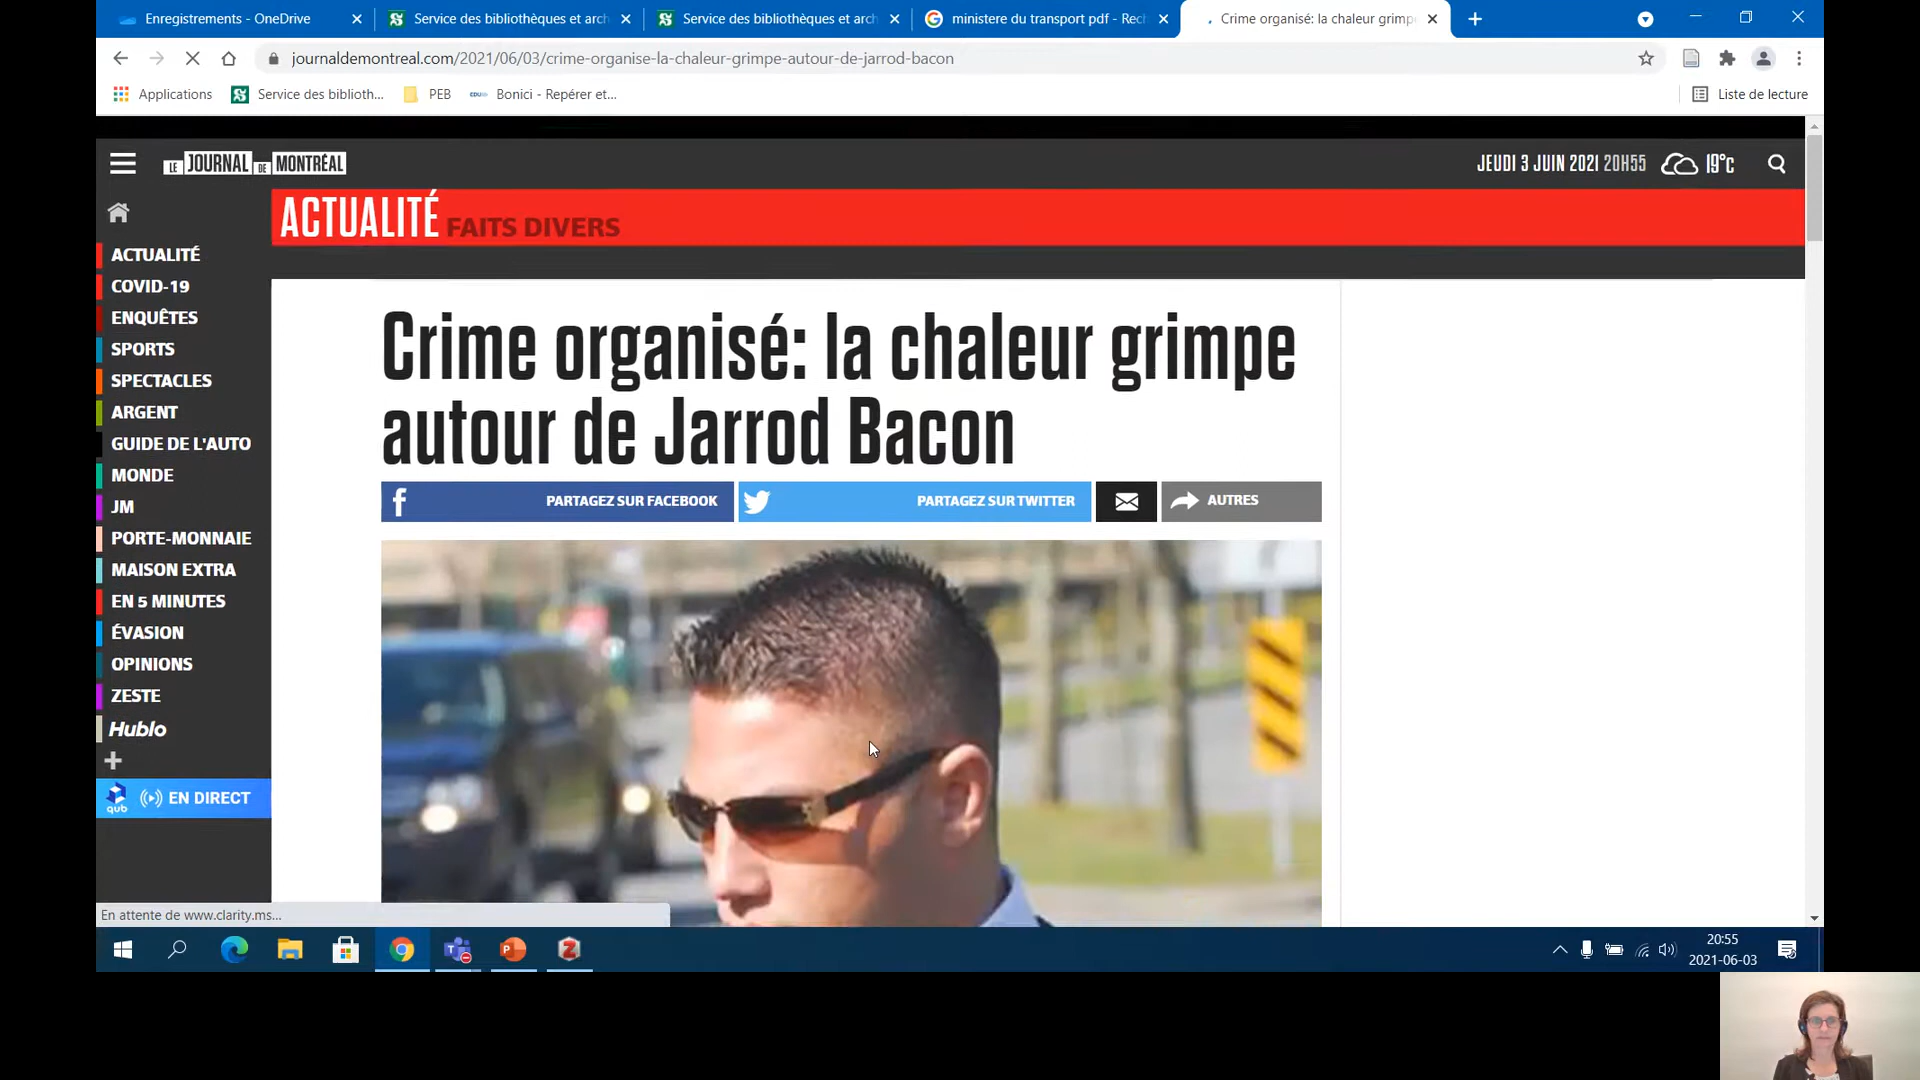 Enregistrements - OneDrive
Service des bibliothèques et arch
Service des bibliothèques et arch
ministere du transport pdf - Rech
Crime organisé: la chaleur grimpe
journaldemontreal.com/2021/06/03/crime-organise-la-chaleur-grimpe-autour-de-jarrod-bacon
Applications
Service des biblioth...
PEB
EDU
Bonici - Repérer et...
Liste de lecture
LE JOURNAL DE MONTRÉAL
JEUDI 3 JUIN 2021 20H55
19°C
ACTUALITÉ FAITS DIVERS
ACTUALITÉ
COVID-19
ENQUÊTES
SPORTS
SPECTACLES
ARGENT
GUIDE DE L'AUTO
MONDE
JM
PORTE-MONNAIE
MAISON EXTRA
EN 5 MINUTES
ÉVASION
OPINIONS
ZESTE
Hublo
qub
EN DIRECT
Crime organisé: la chaleur grimpe
autour de Jarrod Bacon
PARTAGEZ SUR FACEBOOK
PARTAGEZ SUR TWITTER
AUTRES
En attente de www.clarity.ms...
20:55
2021-06-03